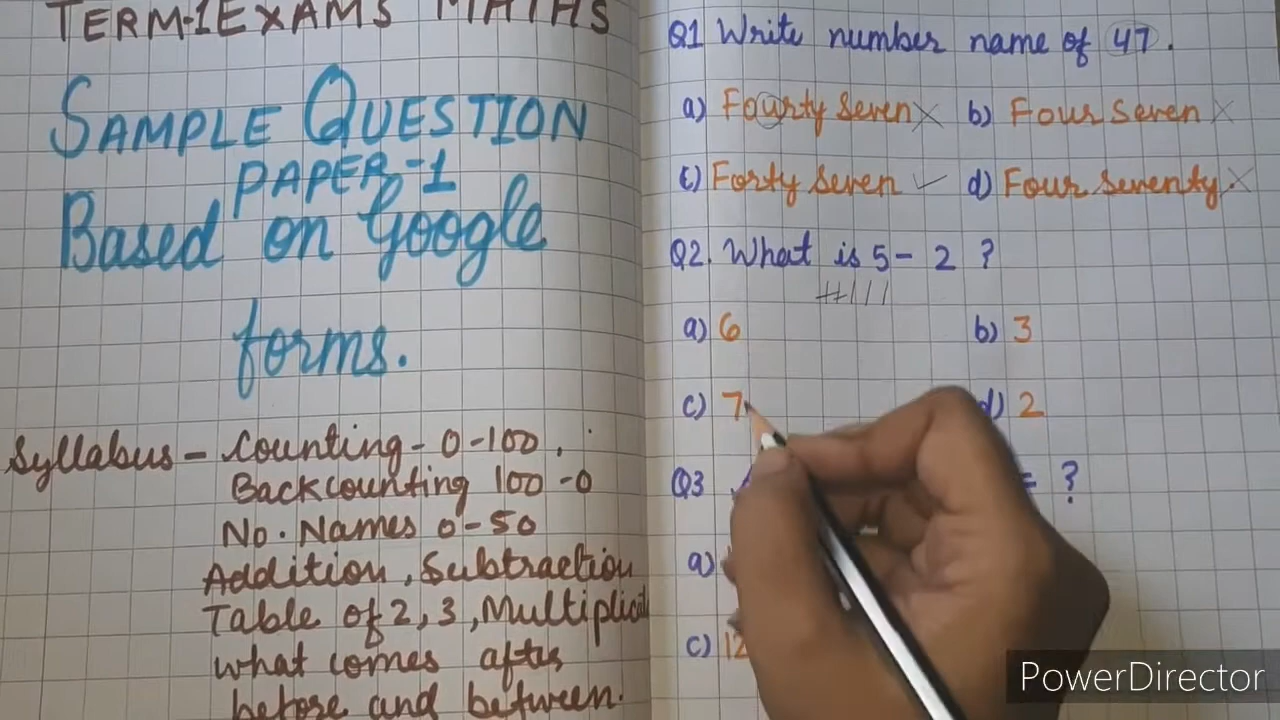 TERM-1 EXAMS MATHS
SAMPLE QUESTION
PAPER-1
Based on Google
forms.
Syllabus - Counting - 0-100.
Backcounting 100-0
No. Names 0-50
Addition, Subtraction
Table of 2, 3, Multiplicati
what comes after
before and between.
Q1 Write number name of 47.
a) Fourty Seven × b) Four Seven ×
c) Forty Seven ✓ d) Four Seventy ×
Q2. What is 5 - 2 ?
a) 6 b) 3
c) 7 d) 2
Q3 = ?
a)
c) 12
PowerDirector